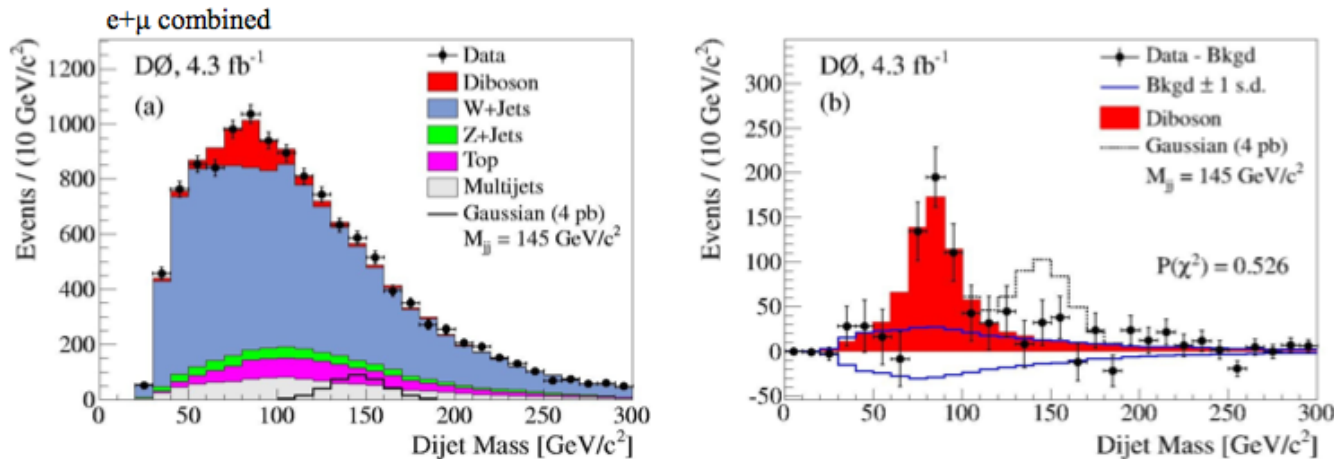 e+μ combined
DØ, 4.3 fb⁻¹
(a)
Data
Diboson
W+Jets
Z+Jets
Top
Multijets
Gaussian (4 pb)
M_jj = 145 GeV/c²
Events / (10 GeV/c²)
1200
1000
800
600
400
200
0
0 50 100 150 200 250 300
Dijet Mass [GeV/c²]
DØ, 4.3 fb⁻¹
(b)
Data - Bkgd
Bkgd ± 1 s.d.
Diboson
Gaussian (4 pb)
M_jj = 145 GeV/c²
P(χ²) = 0.526
Events / (10 GeV/c²)
300
250
200
150
100
50
0
-50
0 50 100 150 200 250 300
Dijet Mass [GeV/c²]